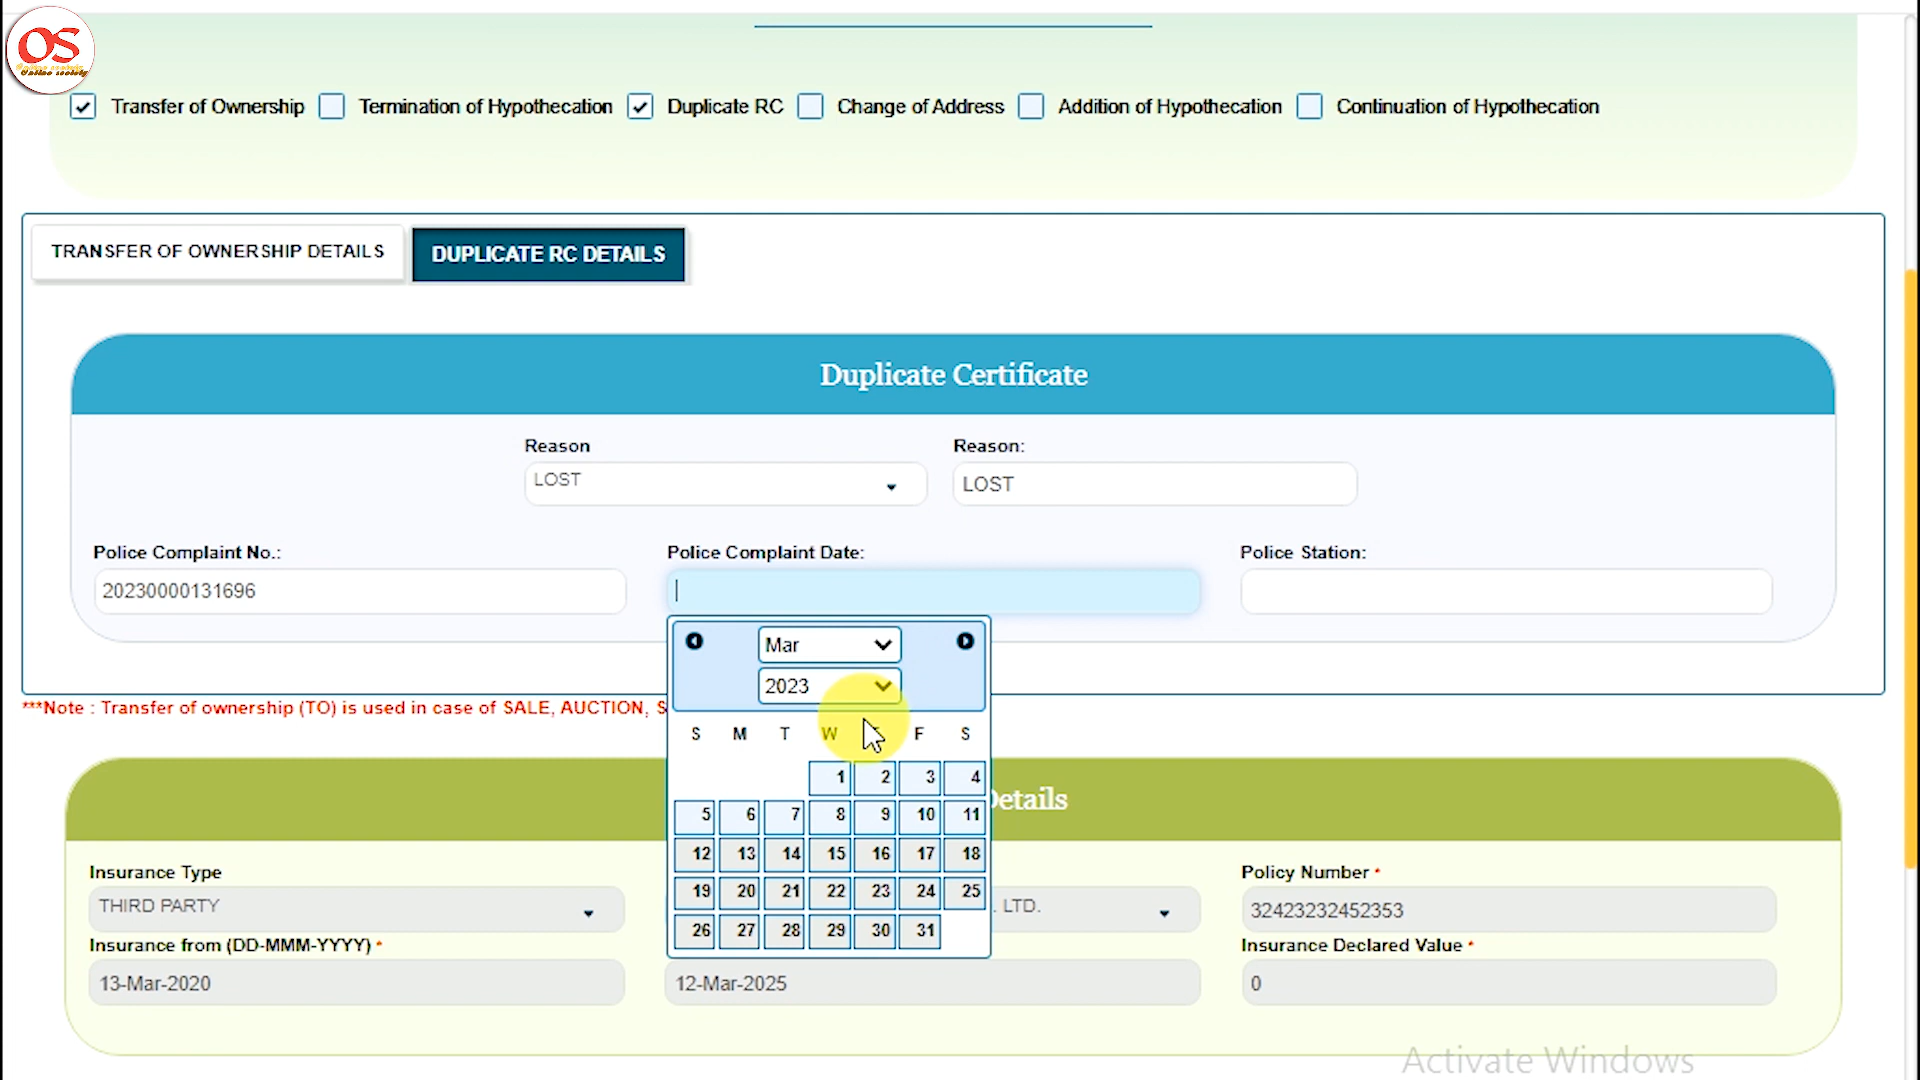 OS
Online society
Transfer of Ownership Termination of Hypothecation Duplicate RC Change of Address Addition of Hypothecation Continuation of Hypothecation
TRANSFER OF OWNERSHIP DETAILS DUPLICATE RC DETAILS
Duplicate Certificate
Reason Reason:
LOST LOST
Police Complaint No.: Police Complaint Date: Police Station:
20230000131696
Mar
2023
***Note : Transfer of ownership (TO) is used in case of SALE, AUCTION, S
S M T W F S
1 2 3 4
Details
5 6 7 8 9 10 11
12 13 14 15 16 17 18
Insurance Type Policy Number *
19 20 21 22 23 24 25
THIRD PARTY . LTD. 32423232452353
26 27 28 29 30 31
Insurance from (DD-MMM-YYYY) * Insurance Declared Value *
13-Mar-2020 12-Mar-2025 0
Activate Windows